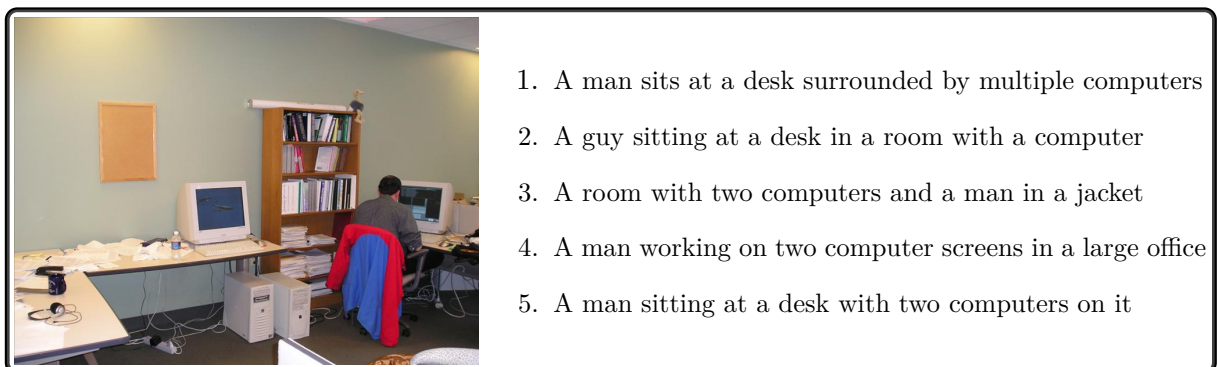 1. A man sits at a desk surrounded by multiple computers
2. A guy sitting at a desk in a room with a computer
3. A room with two computers and a man in a jacket
4. A man working on two computer screens in a large office
5. A man sitting at a desk with two computers on it